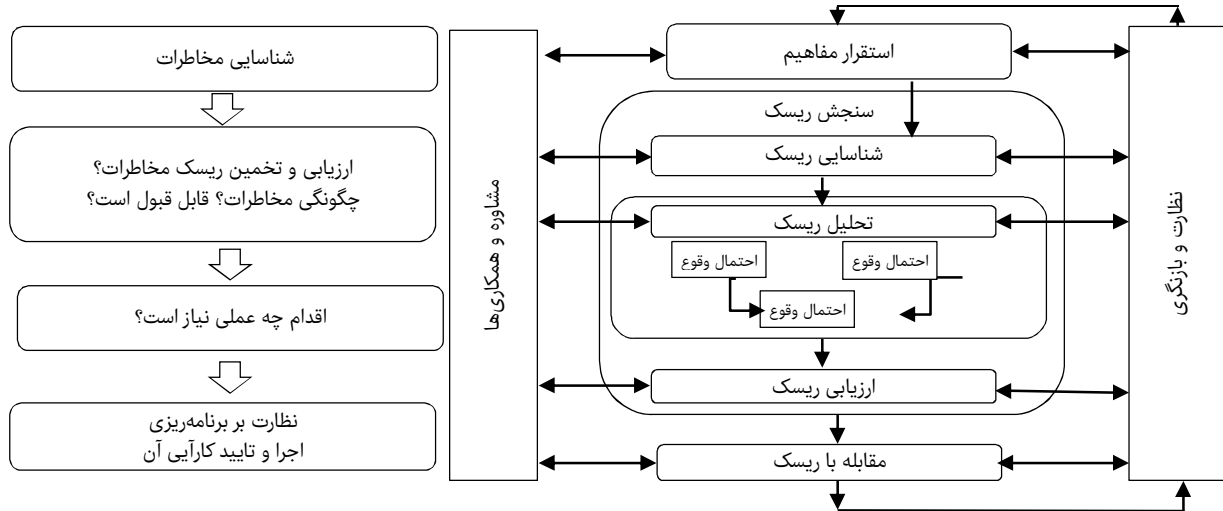 شناسایی مخاطرات
ارزیابی و تخمین ریسک مخاطرات؟
چگونگی مخاطرات؟ قابل قبول است؟
اقدام چه عملی نیاز است؟
نظارت بر برنامه‌ریزی
اجرا و تایید کارآیی آن
مشاوره و همکاری‌ها
استقرار مفاهیم
سنجش ریسک
شناسایی ریسک
تحلیل ریسک
احتمال وقوع
احتمال وقوع
احتمال وقوع
ارزیابی ریسک
مقابله با ریسک
نظارت و بازنگری